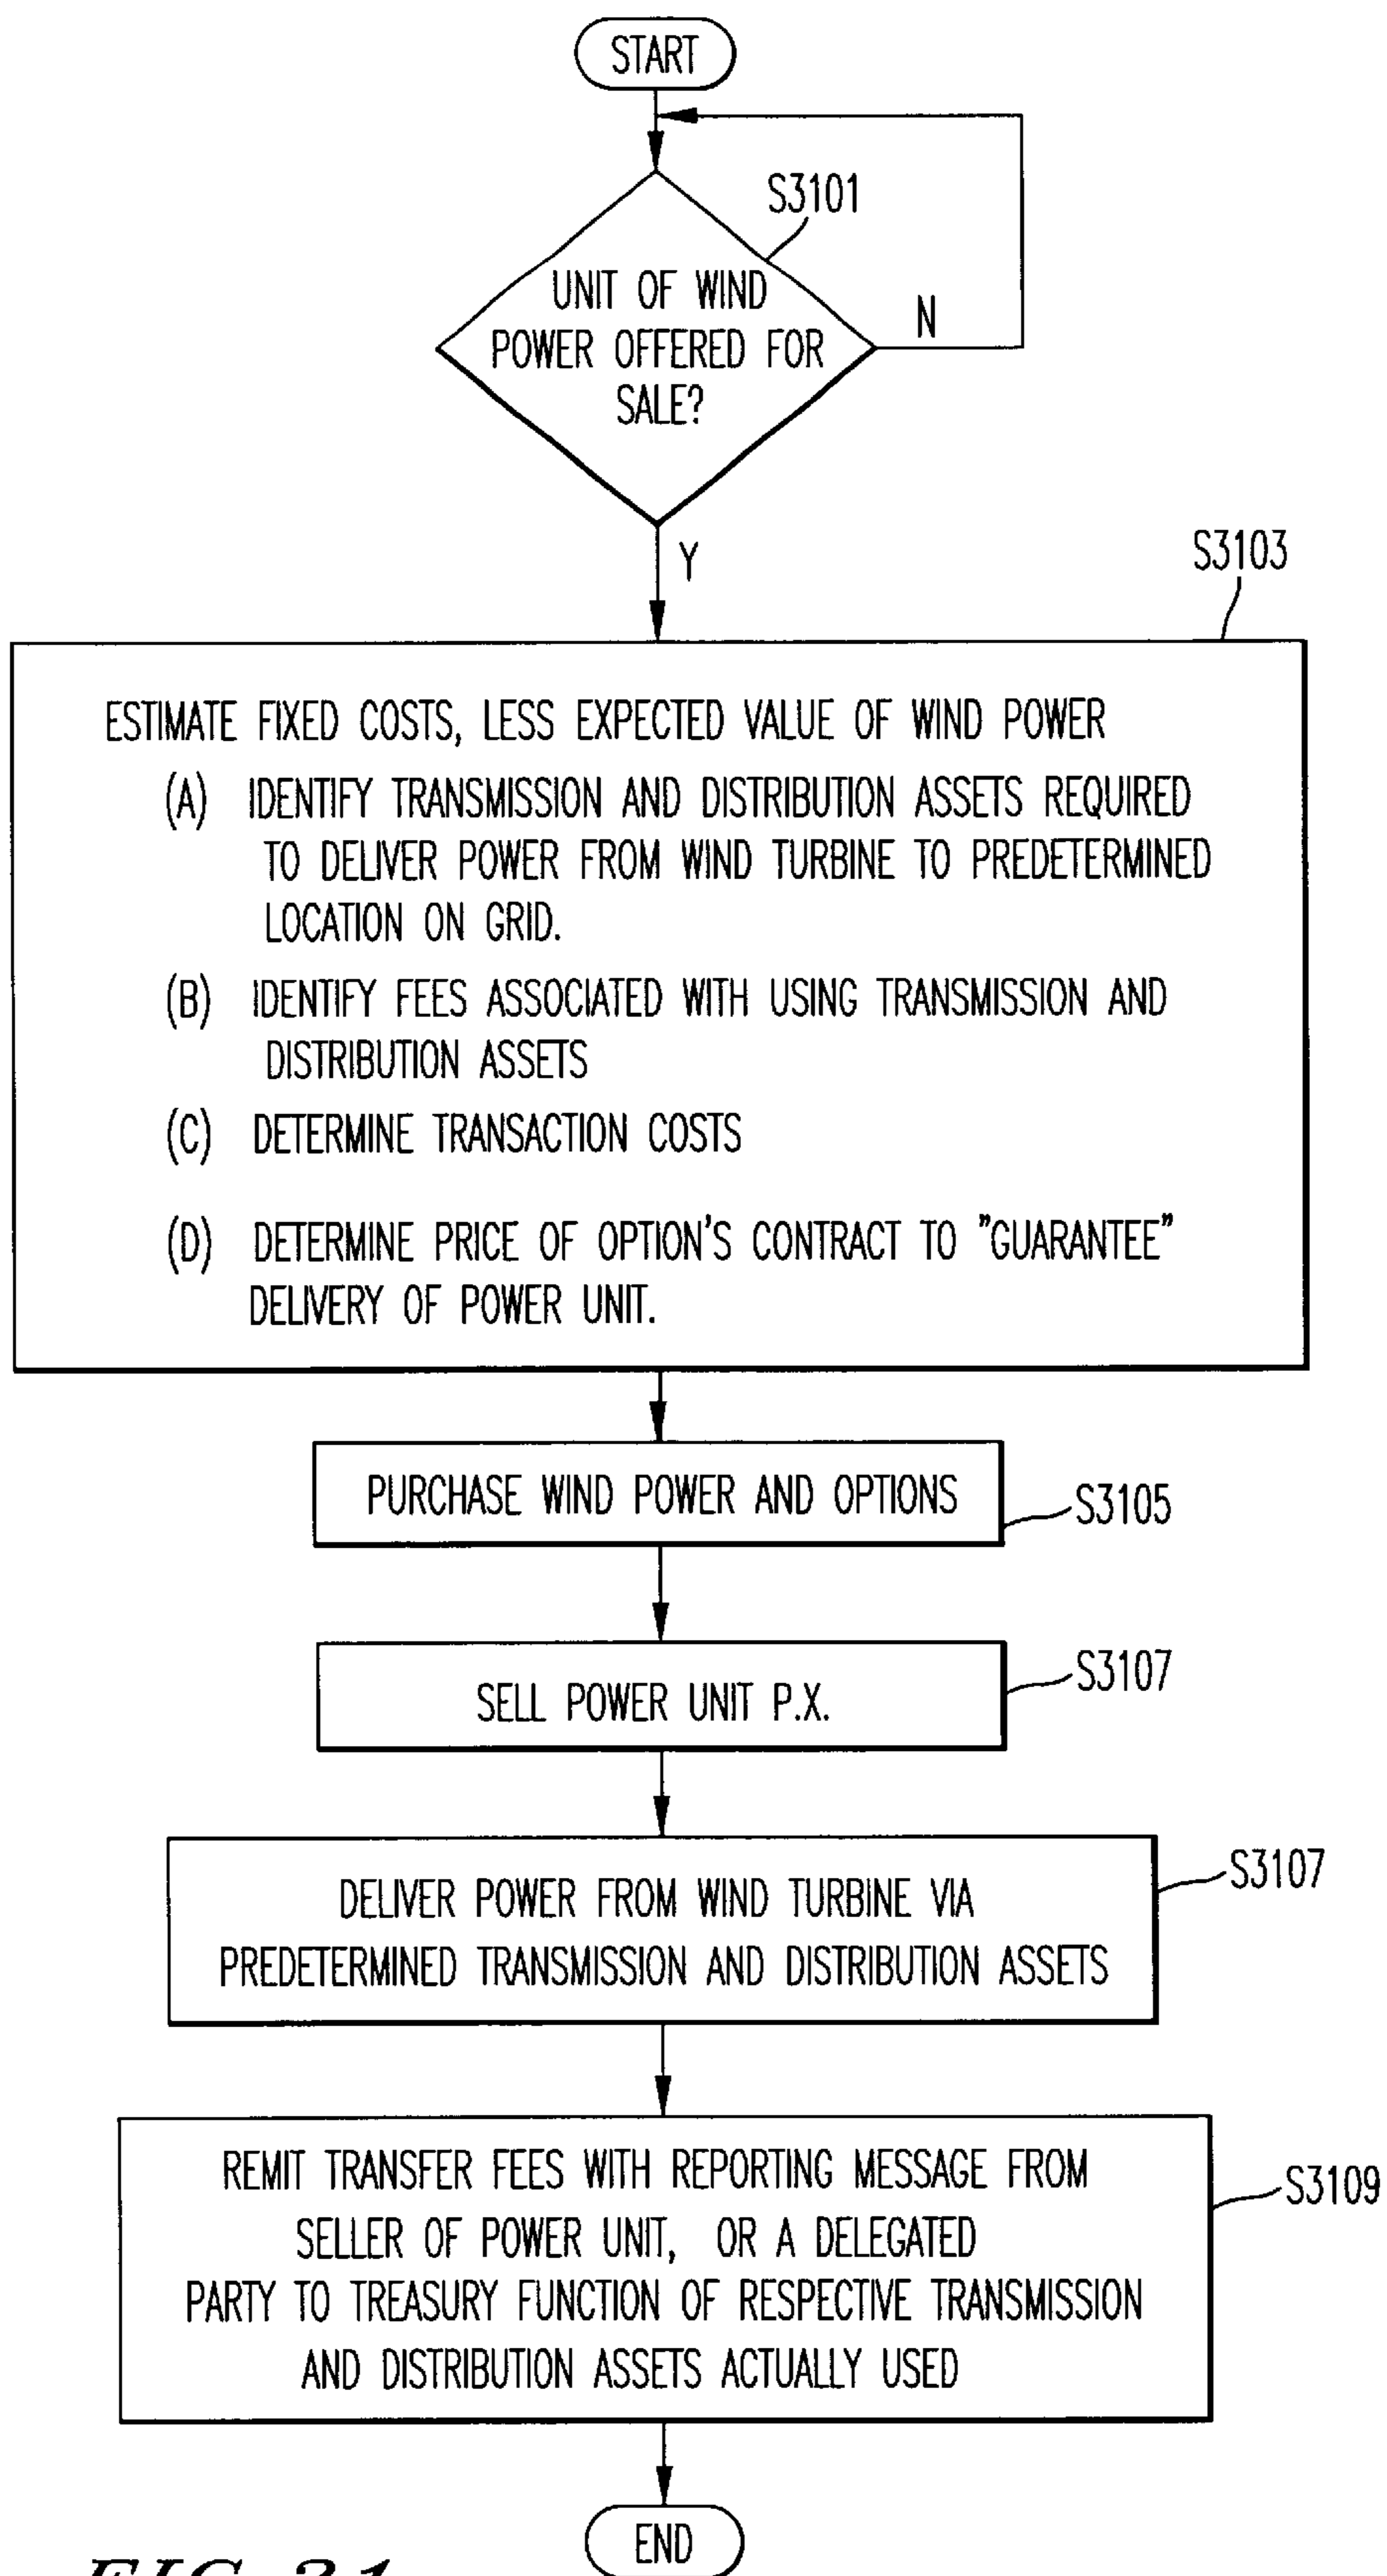 START
S3101
UNIT OF WIND
POWER OFFERED FOR
SALE?
N
Y
S3103
ESTIMATE FIXED COSTS, LESS EXPECTED VALUE OF WIND POWER
(A) IDENTIFY TRANSMISSION AND DISTRIBUTION ASSETS REQUIRED
TO DELIVER POWER FROM WIND TURBINE TO PREDETERMINED
LOCATION ON GRID.
(B) IDENTIFY FEES ASSOCIATED WITH USING TRANSMISSION AND
DISTRIBUTION ASSETS
(C) DETERMINE TRANSACTION COSTS
(D) DETERMINE PRICE OF OPTION'S CONTRACT TO "GUARANTEE"
DELIVERY OF POWER UNIT.
PURCHASE WIND POWER AND OPTIONS
S3105
SELL POWER UNIT P.X.
S3107
DELIVER POWER FROM WIND TURBINE VIA
PREDETERMINED TRANSMISSION AND DISTRIBUTION ASSETS
S3107
REMIT TRANSFER FEES WITH REPORTING MESSAGE FROM
SELLER OF POWER UNIT, OR A DELEGATED
PARTY TO TREASURY FUNCTION OF RESPECTIVE TRANSMISSION
AND DISTRIBUTION ASSETS ACTUALLY USED
S3109
END